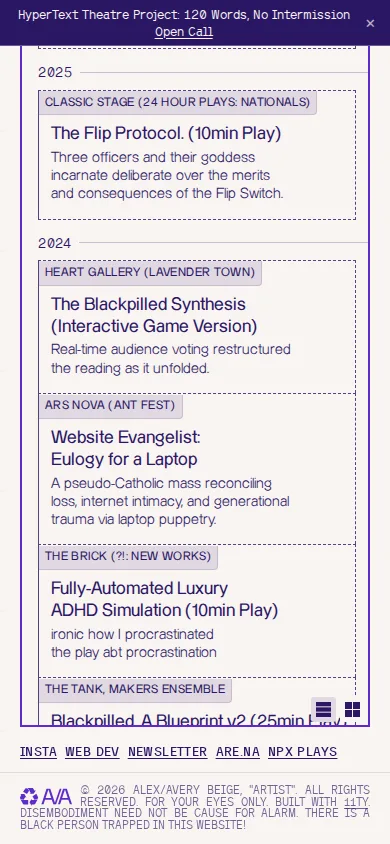 HyperText Theatre Project: 120 Words, No Intermission
Open Call
×
2025
CLASSIC STAGE (24 HOUR PLAYS: NATIONALS)
The Flip Protocol. (10min Play)
Three officers and their goddess
incarnate deliberate over the merits
and consequences of the Flip Switch.
2024
HEART GALLERY (LAVENDER TOWN)
The Blackpilled Synthesis
(Interactive Game Version)
Real-time audience voting restructured
the reading as it unfolded.
ARS NOVA (ANT FEST)
Website Evangelist:
Eulogy for a Laptop
A pseudo-Catholic mass reconciling
loss, internet intimacy, and generational
trauma via laptop puppetry.
THE BRICK (?!: NEW WORKS)
Fully-Automated Luxury
ADHD Simulation (10min Play)
ironic how I procrastinated
the play abt procrastination
THE TANK, MAKERS ENSEMBLE
Blackpilled. A Blueprint v2 (25min Play)
INSTA WEB DEV NEWSLETTER ARE.NA NPX PLAYS
A/A © 2026 ALEX/AVERY BEIGE, "ARTIST". ALL RIGHTS
RESERVED. FOR YOUR EYES ONLY. BUILT WITH 11TY.
DISEMBODIMENT NEED NOT BE CAUSE FOR ALARM. THERE IS A
BLACK PERSON TRAPPED IN THIS WEBSITE!